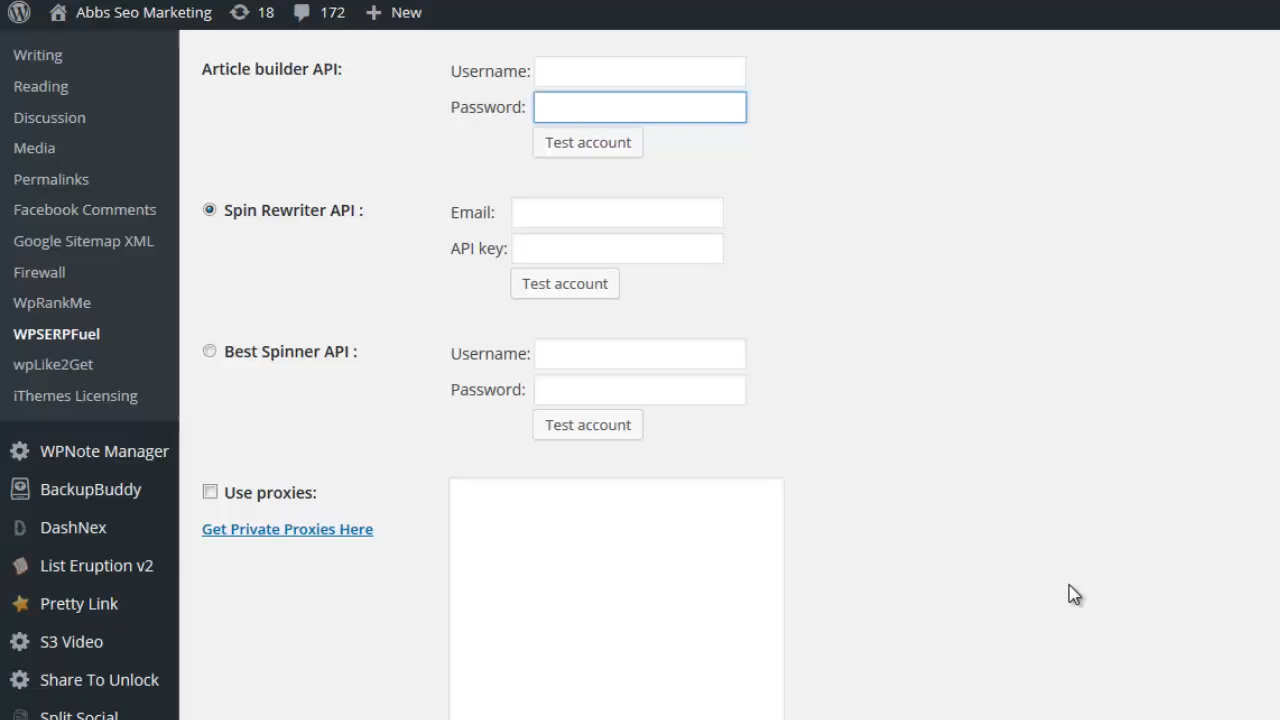 Abbs Seo Marketing 18 172 New
Writing
Reading
Discussion
Media
Permalinks
Facebook Comments
Google Sitemap XML
Firewall
WpRankMe
WPSERPFuel
wpLike2Get
iThemes Licensing
WPNote Manager
BackupBuddy
DashNex
List Eruption v2
Pretty Link
S3 Video
Share To Unlock
Split Social
Article builder API:
Username:
Password:
Test account
Spin Rewriter API :
Email:
API key:
Test account
Best Spinner API :
Username:
Password:
Test account
Use proxies:
Get Private Proxies Here